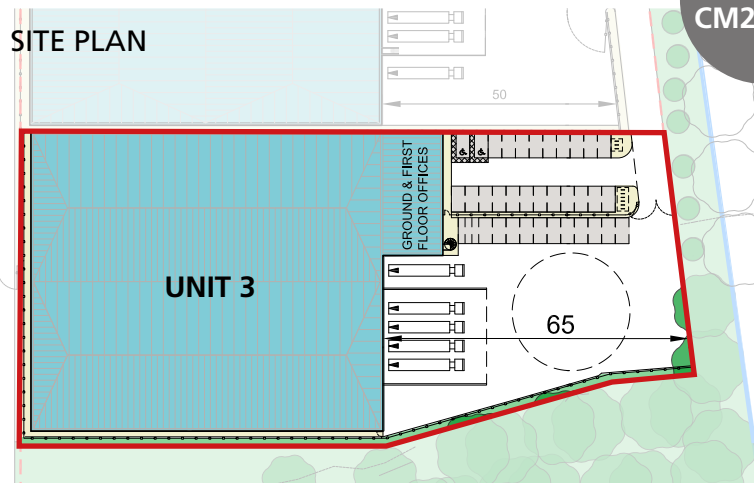 SITE PLAN
CM2
50
GROUND & FIRST
FLOOR OFFICES
UNIT 3
65